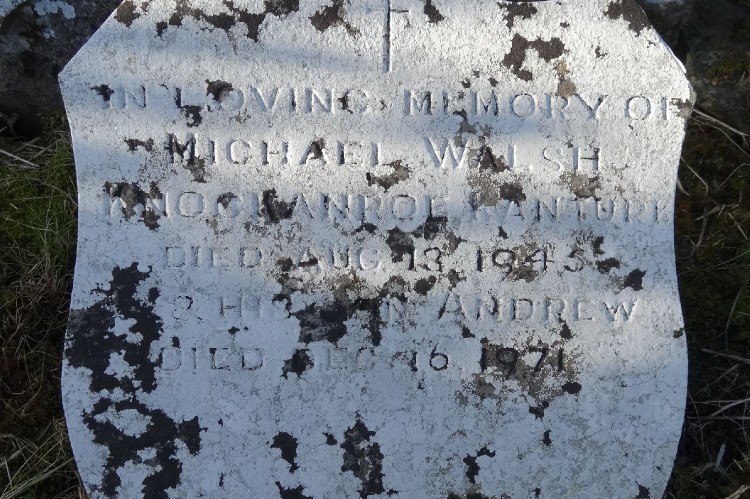 IN LOVING MEMORY OF
MICHAEL WALSH
KNOCKANROE KANTURK
DIED AUG. 13. 1945
& HIS SON ANDREW
DIED DEC. 16. 1971